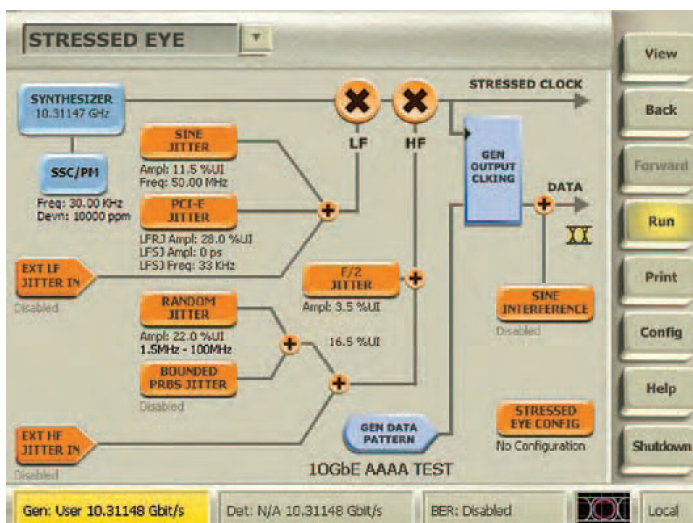 STRESSED EYE
View
SYNTHESIZER
10.31147 GHz
STRESSED CLOCK
Back
LF
HF
SINE
JITTER
Ampl: 11.5 %UI
Freq: 50.00 MHz
SSC/PM
Freq: 30.00 KHz
Devn: 10000 ppm
GEN
OUTPUT
CLKING
DATA
Forward
PCI-E
JITTER
LFRJ Ampl: 28.0 %UI
LFSJ Ampl: 0 ps
LFSJ Freq: 33 KHz
Run
EXT LF
JITTER IN
Disabled
F/2
JITTER
Ampl: 3.5 %UI
Print
SINE
INTERFERENCE
Disabled
RANDOM
JITTER
Ampl: 22.0 %UI
1.5MHz - 100MHz
16.5 %UI
Config
BOUNDED
PRBS JITTER
Disabled
Help
EXT HF
JITTER IN
Disabled
GEN DATA
PATTERN
10GbE AAAA TEST
STRESSED
EYE CONFIG
No Configuration
Shutdown
Gen: User 10.31148 Gbit/s
Det: N/A 10.31148 Gbit/s
BER: Disabled
Local